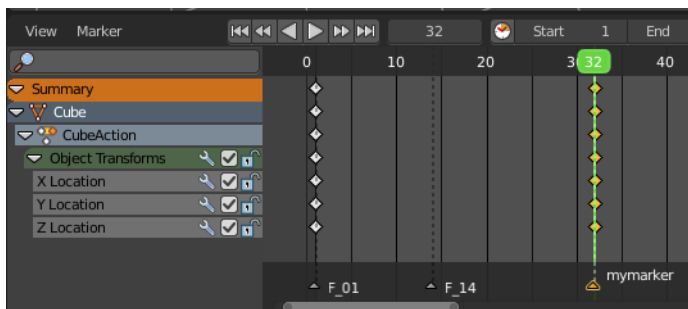 View Marker 32 Start 1 End
0 10 20 3 32 40
Summary
Cube
CubeAction
Object Transforms
X Location
Y Location
Z Location
mymarker
F_01 F_14